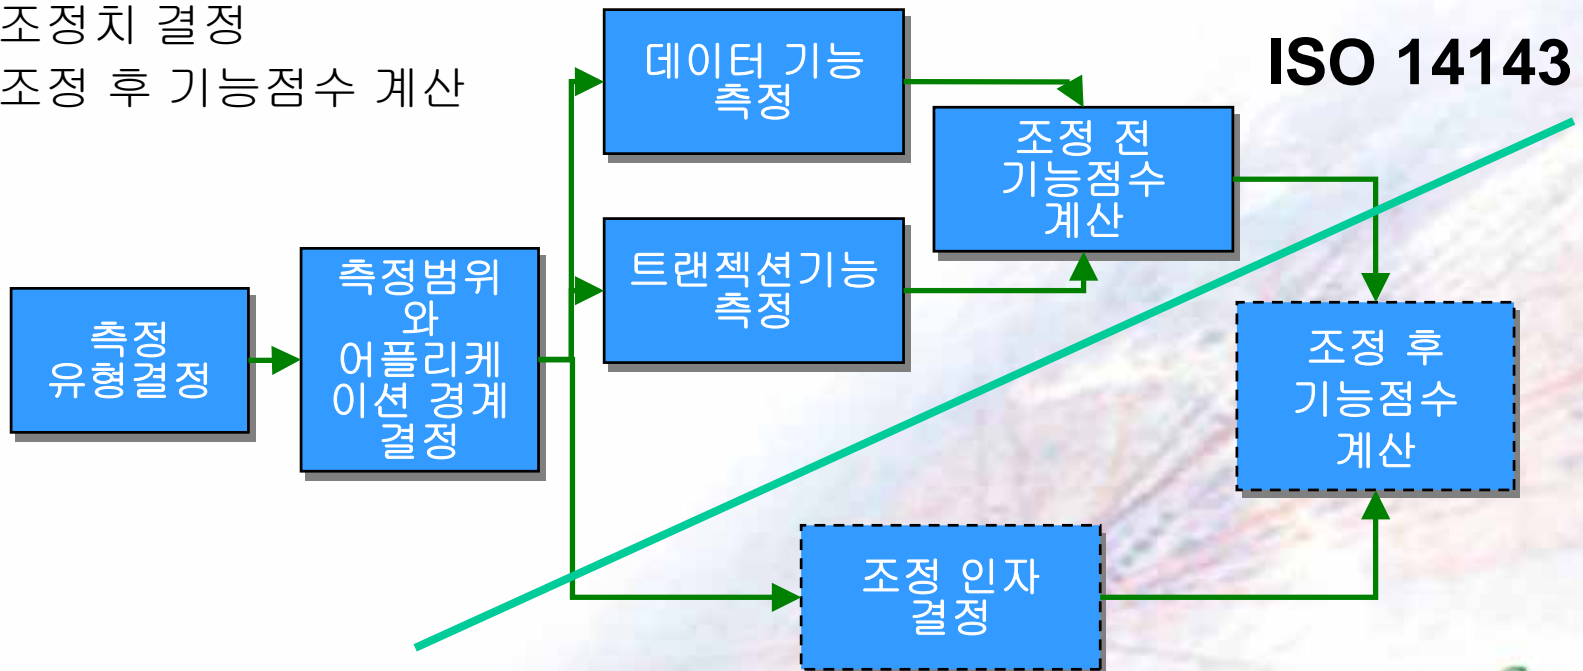 조정치 결정
조정 후 기능점수 계산
ISO 14143
데이터 기능
측정
조정 전
기능점수
계산
트랜젝션기능
측정
측정범위
와
어플리케
이션 경계
결정
측정
유형결정
조정 후
기능점수
계산
조정 인자
결정